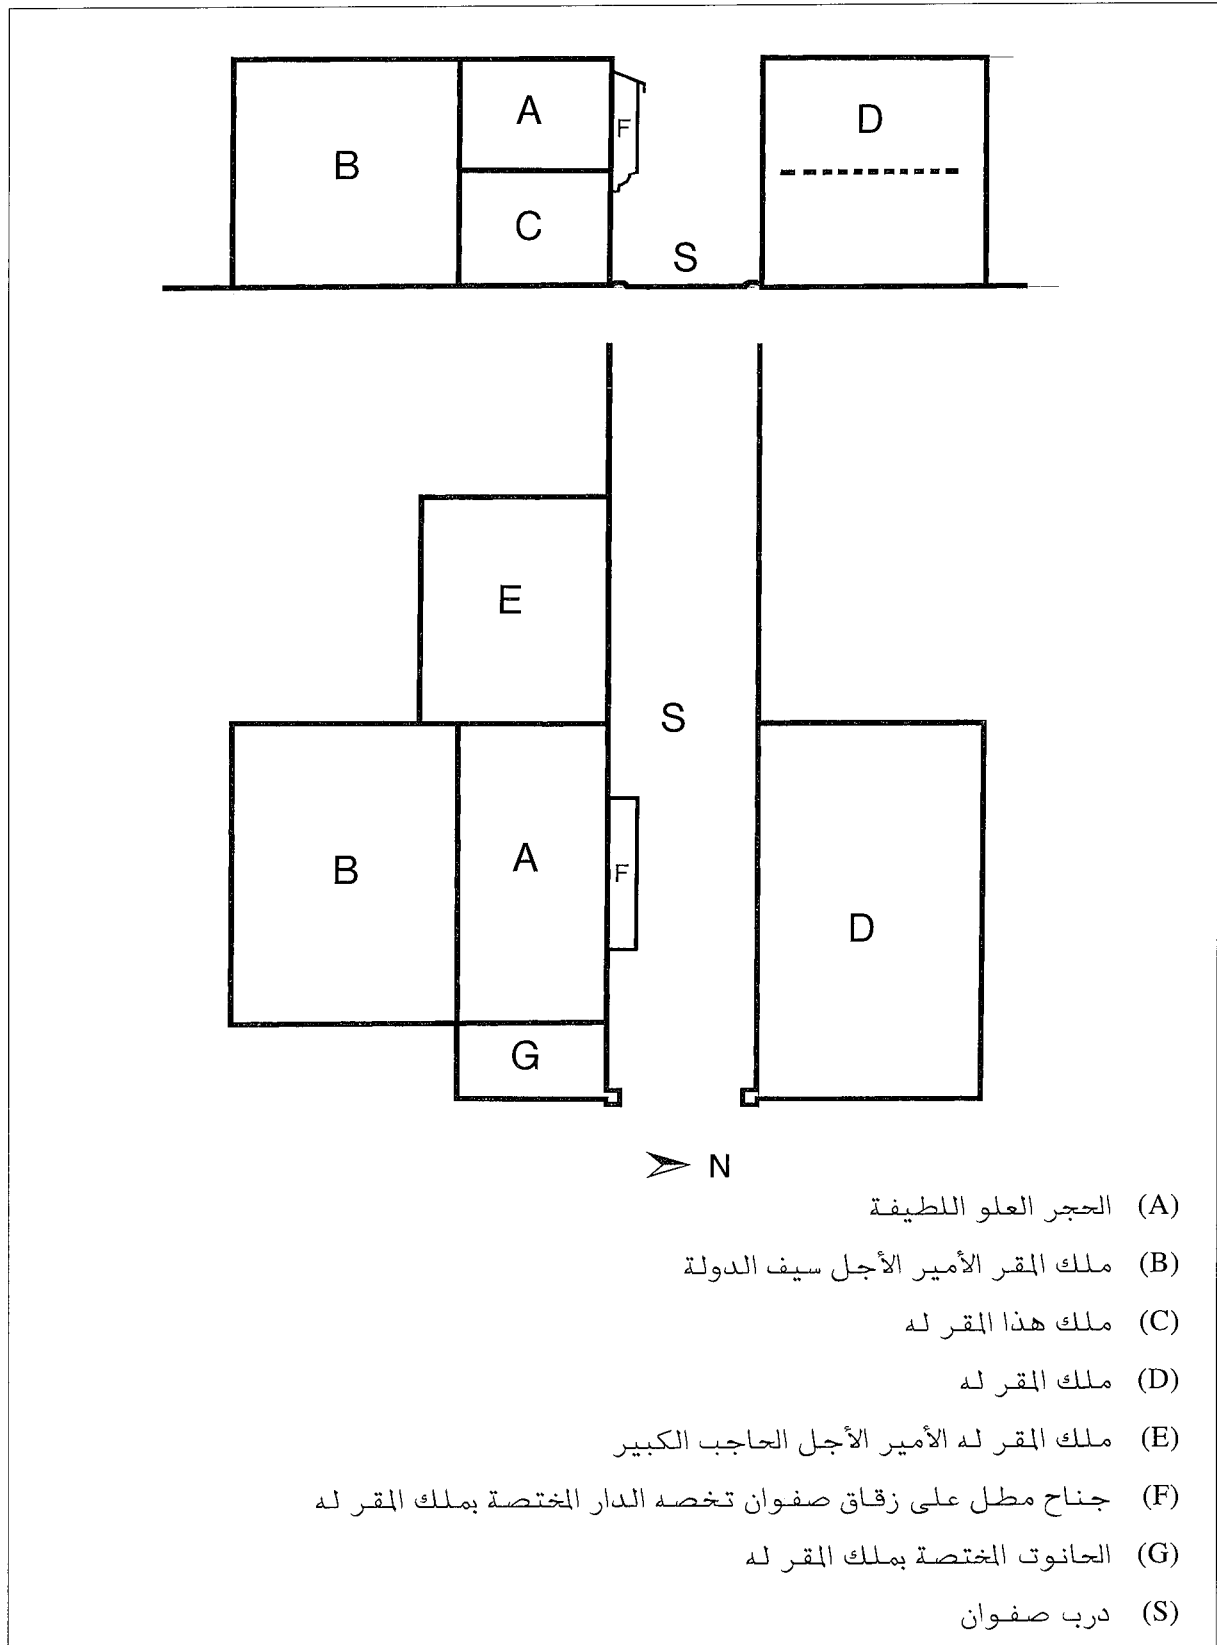 B
A
F
D
C
S
E
S
B
A
F
D
G
N
(A) الحجر العلو اللطيفة
(B) ملك المقر الأمير الأجل سيف الدولة
(C) ملك هذا المقر له
(D) ملك المقر له
(E) ملك المقر له الأمير الأجل الحاجب الكبير
(F) جناح مطل على زقاق صفوان تخصه الدار المختصة بملك المقر له
(G) الحانوت المختصة بملك المقر له
(S) درب صفوان